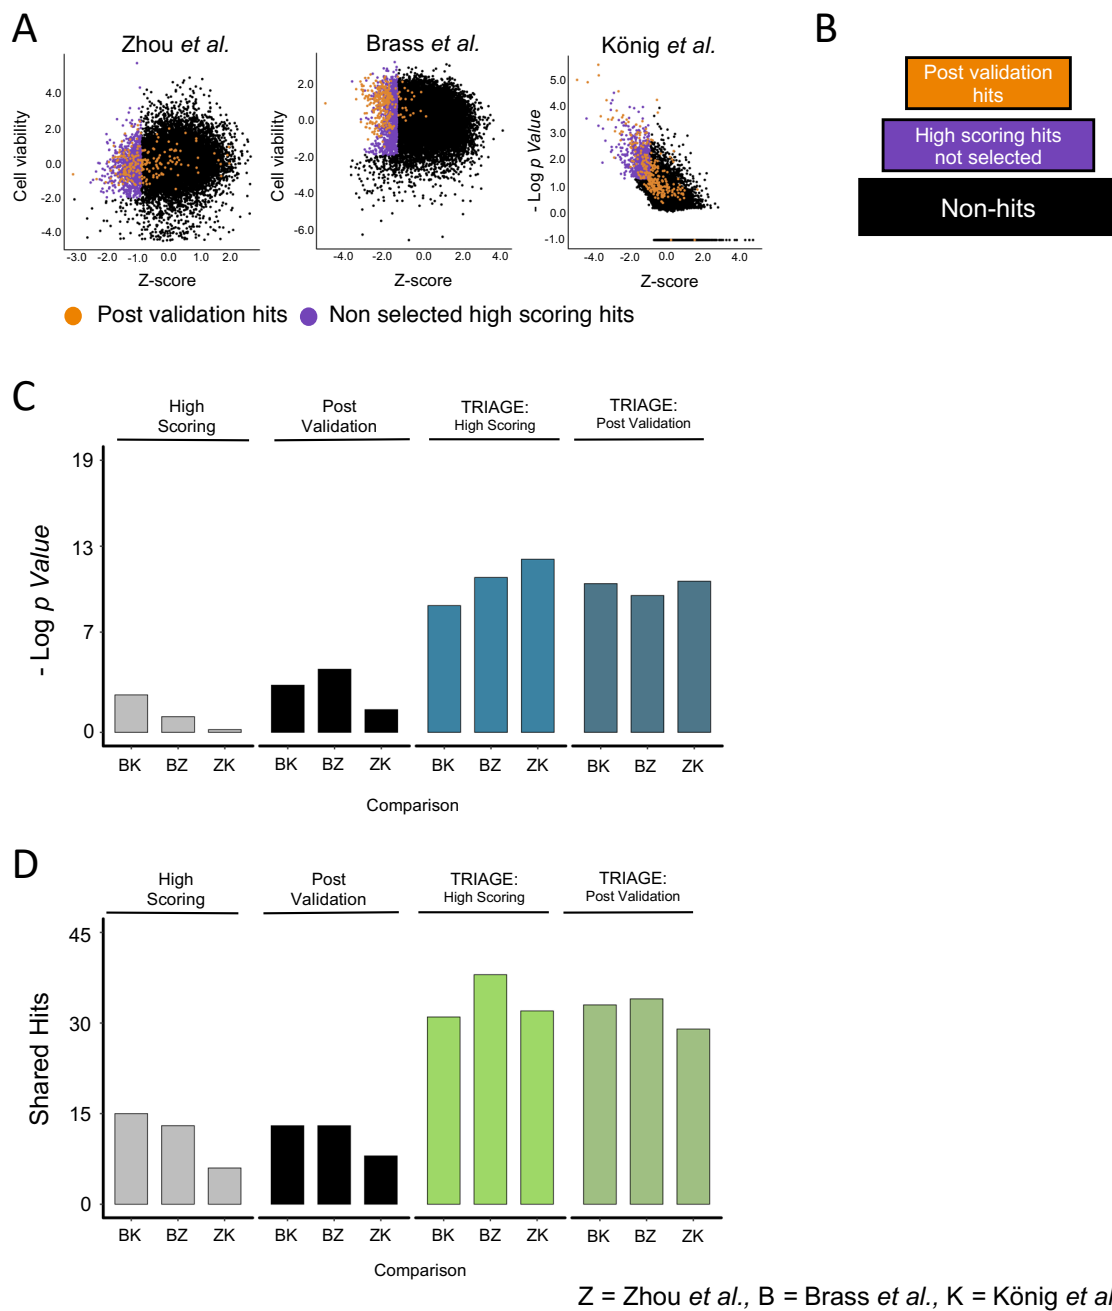 A
Zhou et al.
Brass et al.
König et al.
B
Cell viability
4.0
2.0
0.0
-2.0
-4.0
-3.0 -2.0 -1.0 0.0 1.0 2.0
Z-score
Cell viability
2.0
0.0
-2.0
-4.0
-6.0
-4.0 -2.0 0.0 2.0 4.0
Z-score
- Log p Value
5.0
4.0
3.0
2.0
1.0
0.0
-1.0
-4.0 -2.0 0.0 2.0 4.0
Z-score
Post validation hits
Non selected high scoring hits
Post validation
hits
High scoring hits
not selected
Non-hits
C
High
Scoring
Post
Validation
TRIAGE:
High Scoring
TRIAGE:
Post Validation
- Log p Value
19
13
7
0
BK BZ ZK BK BZ ZK BK BZ ZK BK BZ ZK
Comparison
D
High
Scoring
Post
Validation
TRIAGE:
High Scoring
TRIAGE:
Post Validation
Shared Hits
45
30
15
0
BK BZ ZK BK BZ ZK BK BZ ZK BK BZ ZK
Comparison
Z = Zhou et al., B = Brass et al., K = König et al